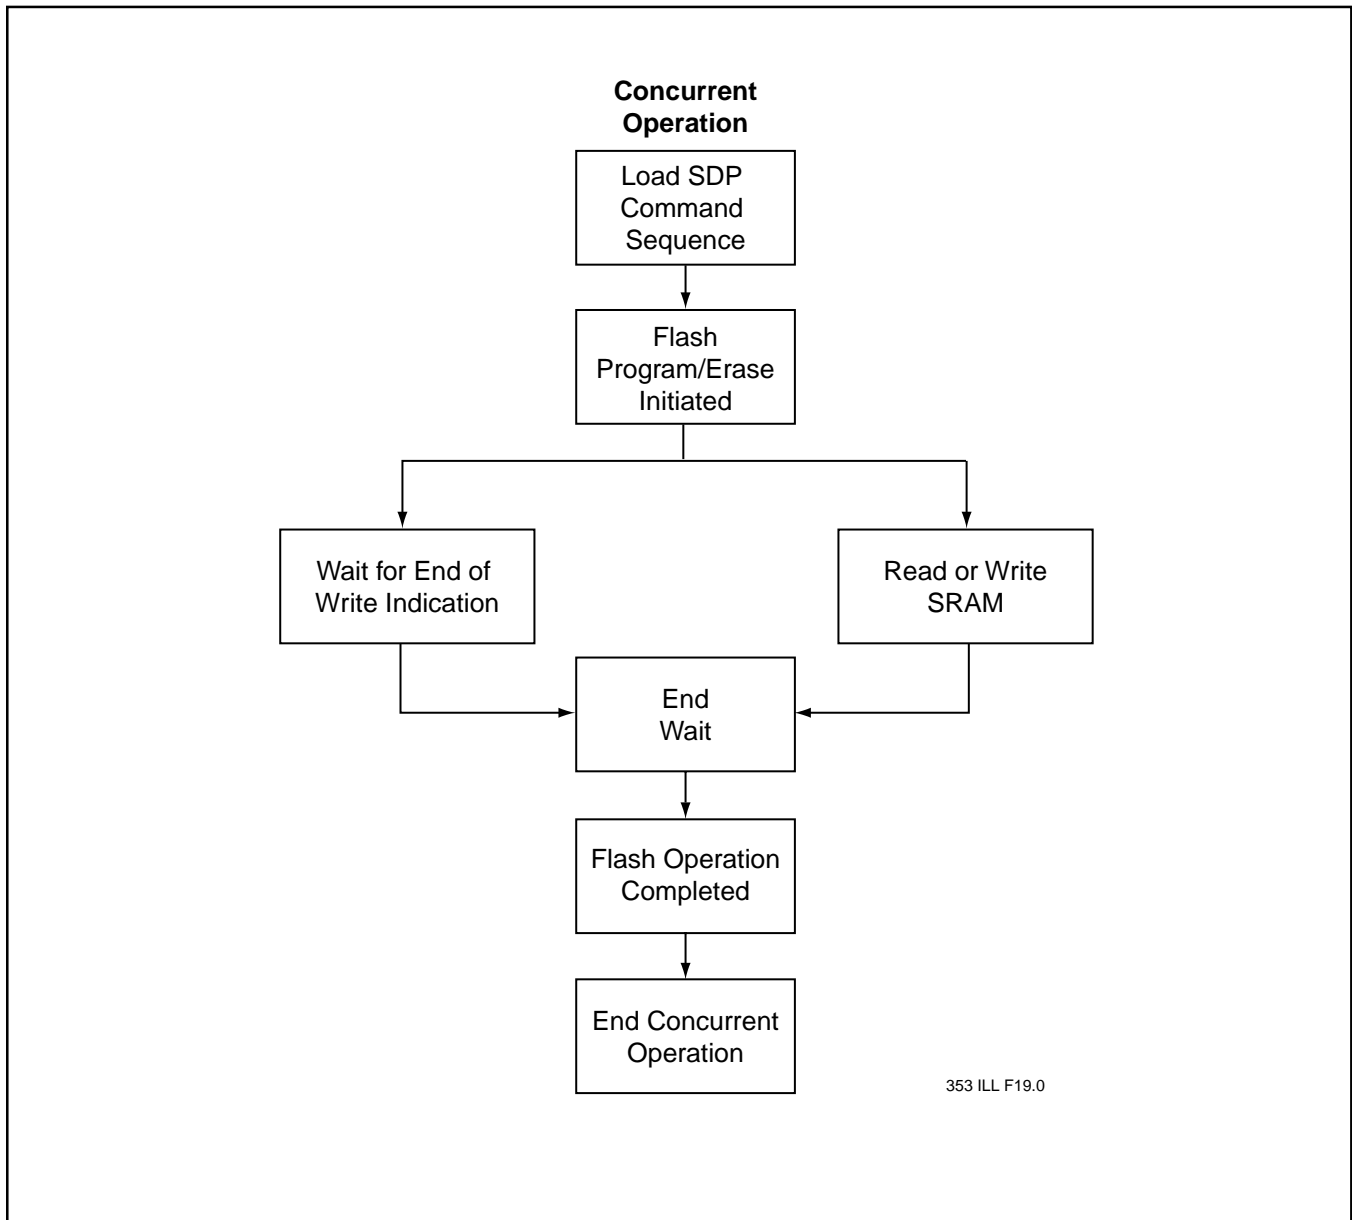 Concurrent
Operation
Load SDP
Command
Sequence
Flash
Program/Erase
Initiated
Wait for End of
Write Indication
Read or Write
SRAM
End
Wait
Flash Operation
Completed
End Concurrent
Operation
353 ILL F19.0